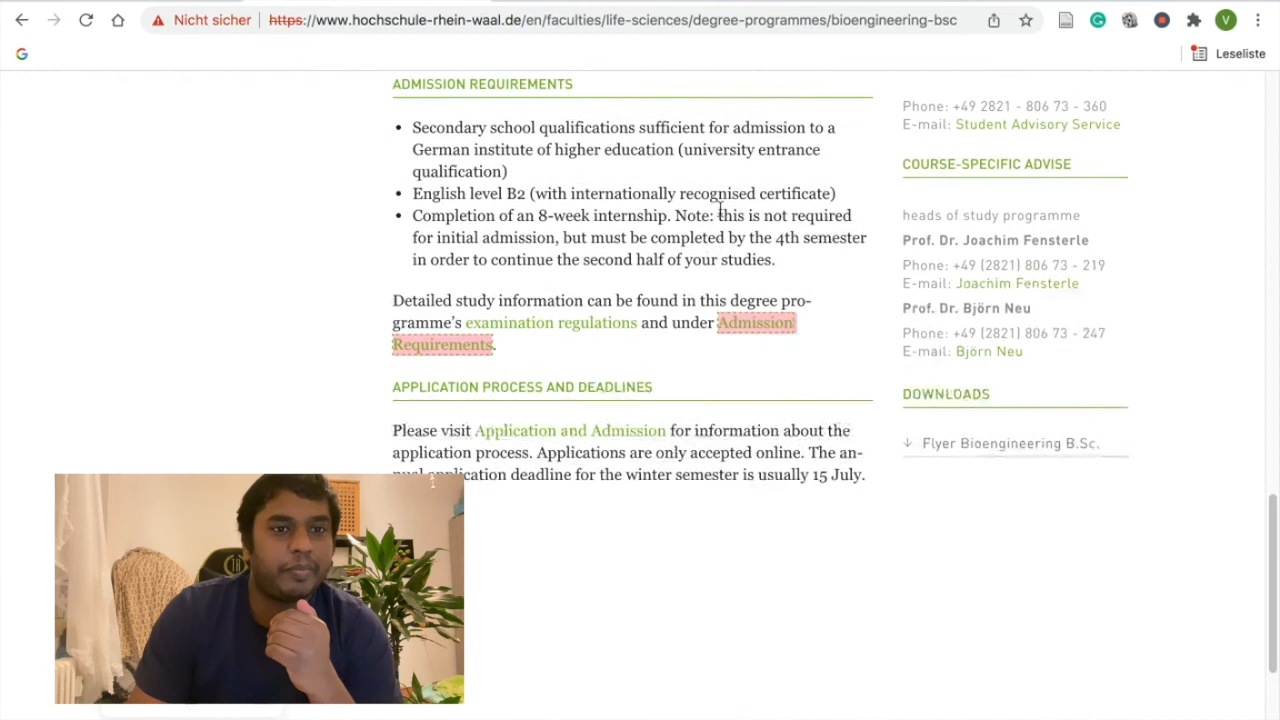 Nicht sicher
https://www.hochschule-rhein-waal.de/en/faculties/life-sciences/degree-programmes/bioengineering-bsc
V
G
Leseliste
ADMISSION REQUIREMENTS
• Secondary school qualifications sufficient for admission to a
German institute of higher education (university entrance
qualification)
• English level B2 (with internationally recognised certificate)
• Completion of an 8-week internship. Note: this is not required
for initial admission, but must be completed by the 4th semester
in order to continue the second half of your studies.
Detailed study information can be found in this degree pro-
gramme's examination regulations and under Admission
Requirements.
APPLICATION PROCESS AND DEADLINES
Please visit Application and Admission for information about the
application process. Applications are only accepted online. The an-
nual application deadline for the winter semester is usually 15 July.
Phone: +49 2821 - 806 73 - 360
E-mail: Student Advisory Service
COURSE-SPECIFIC ADVISE
heads of study programme
Prof. Dr. Joachim Fensterle
Phone: +49 (2821) 806 73 - 219
E-mail: Joachim Fensterle
Prof. Dr. Björn Neu
Phone: +49 (2821) 806 73 - 247
E-mail: Björn Neu
DOWNLOADS
Flyer Bioengineering B.Sc.